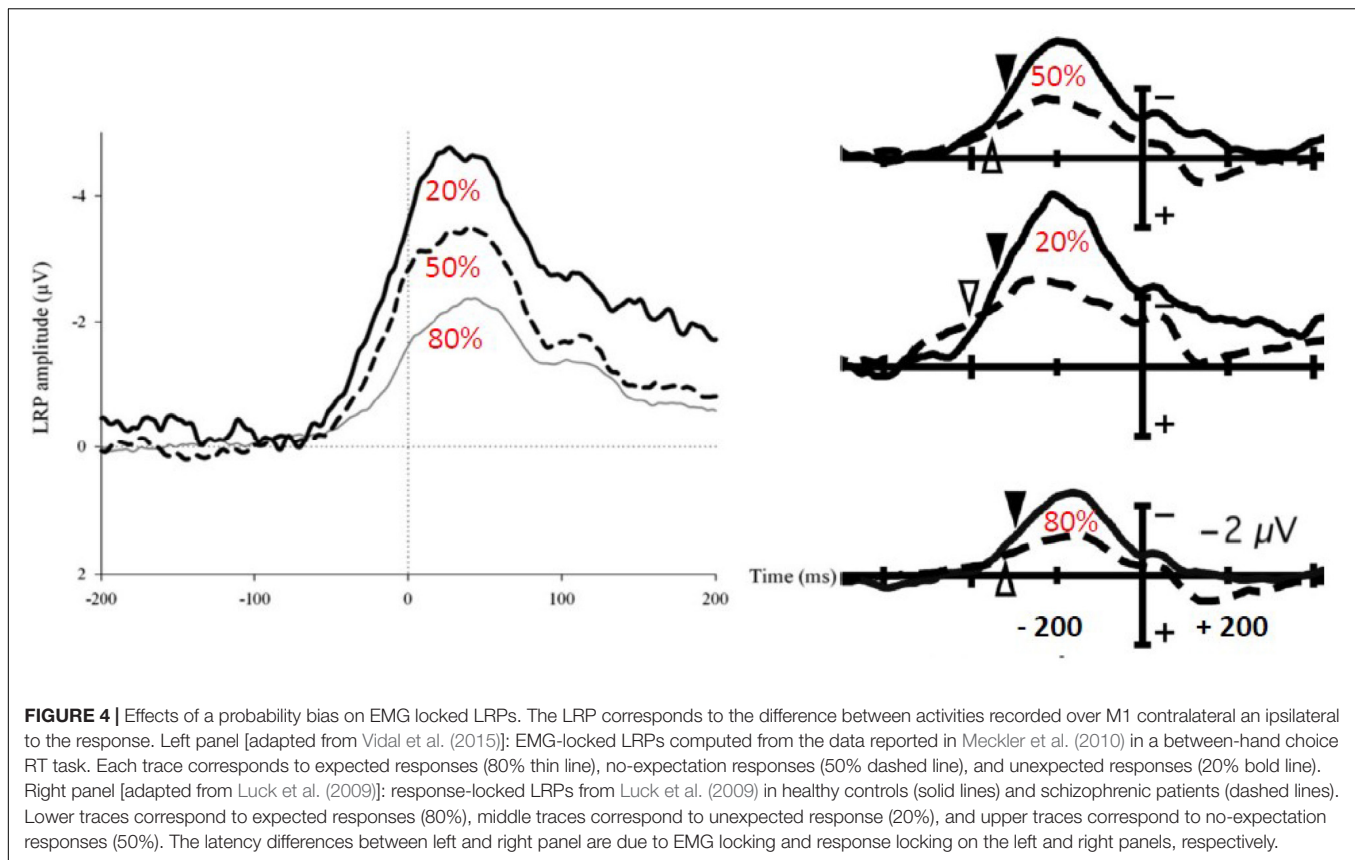 LRP amplitude (µV)
-4
-2
0
2
-200
-100
0
100
200
20%
50%
80%
50%
−
+
20%
−
+
80%
−
−2 µV
Time (ms)
- 200
+
+ 200
FIGURE 4 | Effects of a probability bias on EMG locked LRPs. The LRP corresponds to the difference between activities recorded over M1 contralateral an ipsilateral
to the response. Left panel [adapted from Vidal et al. (2015)]: EMG-locked LRPs computed from the data reported in Meckler et al. (2010) in a between-hand choice
RT task. Each trace corresponds to expected responses (80% thin line), no-expectation responses (50% dashed line), and unexpected responses (20% bold line).
Right panel [adapted from Luck et al. (2009)]: response-locked LRPs from Luck et al. (2009) in healthy controls (solid lines) and schizophrenic patients (dashed lines).
Lower traces correspond to expected responses (80%), middle traces correspond to unexpected response (20%), and upper traces correspond to no-expectation
responses (50%). The latency differences between left and right panel are due to EMG locking and response locking on the left and right panels, respectively.